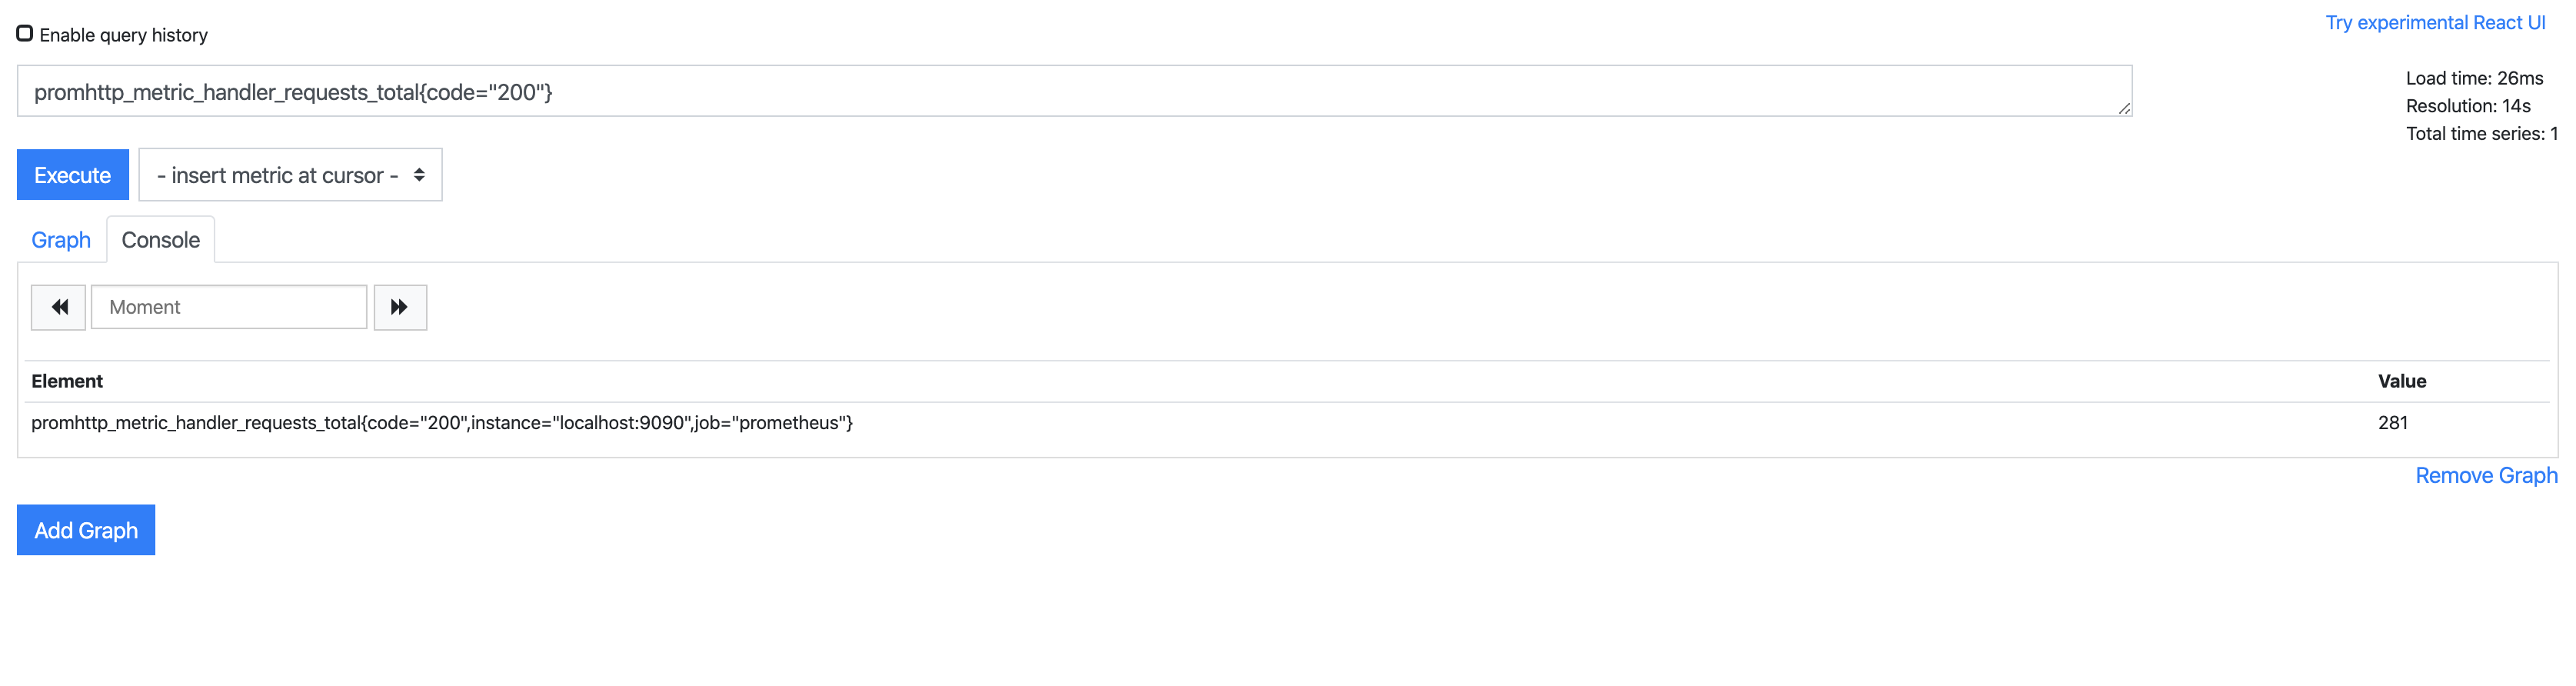 Enable query history
Try experimental React UI
promhttp_metric_handler_requests_total{code="200"}
Load time: 26ms
Resolution: 14s
Total time series: 1
Execute
- insert metric at cursor -
Graph
Console
Moment
Element
Value
promhttp_metric_handler_requests_total{code="200",instance="localhost:9090",job="prometheus"}
281
Remove Graph
Add Graph